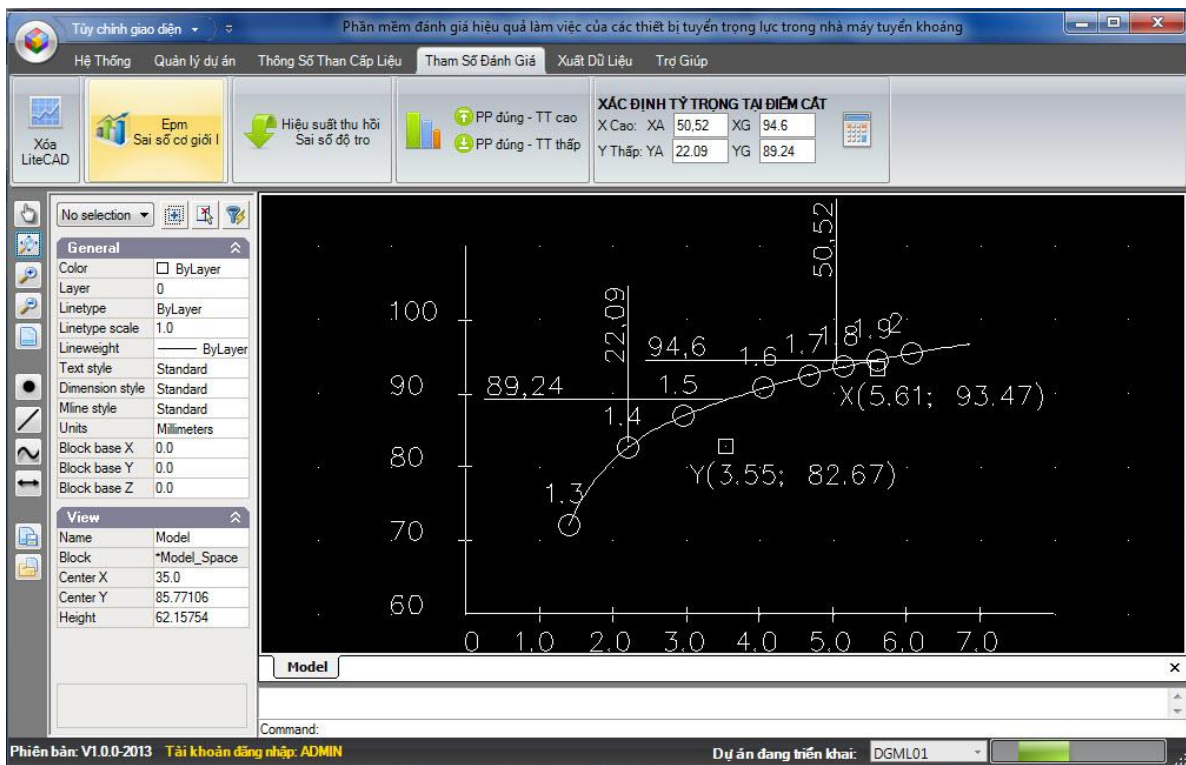 Tùy chỉnh giao diện
Phần mềm đánh giá hiệu quả làm việc của các thiết bị tuyển trọng lực trong nhà máy tuyển khoáng
Hệ Thống Quản lý dự án Thông Số Than Cấp Liệu Tham Số Đánh Giá Xuất Dữ Liệu Trợ Giúp
Xóa LiteCAD
Epm
Sai số cơ giới I
Hiệu suất thu hồi
Sai số độ tro
PP đúng - TT cao
PP đúng - TT thấp
XÁC ĐỊNH TỶ TRỌNG TẠI ĐIỂM CẮT
X Cao: XA 50,52 XG 94.6
Y Thấp: YA 22.09 YG 89.24
No selection
General
Color ByLayer
Layer 0
Linetype ByLayer
Linetype scale 1.0
Lineweight ByLayer
Text style Standard
Dimension style Standard
Mline style Standard
Units Millimeters
Block base X 0.0
Block base Y 0.0
Block base Z 0.0
View
Name Model
Block *Model_Space
Center X 35.0
Center Y 85.77106
Height 62.15754
50,52
22,09
100
94,6
1.6 1.7 1.8 1.9 2
90
89,24
1.5
X(5.61; 93.47)
1.4
80
Y(3.55; 82.67)
1.3
70
60
0 1.0 2.0 3.0 4.0 5.0 6.0 7.0
Model
Command:
Phiên bản: V1.0.0-2013 Tài khoản đăng nhập: ADMIN
Dự án đang triển khai: DGML01